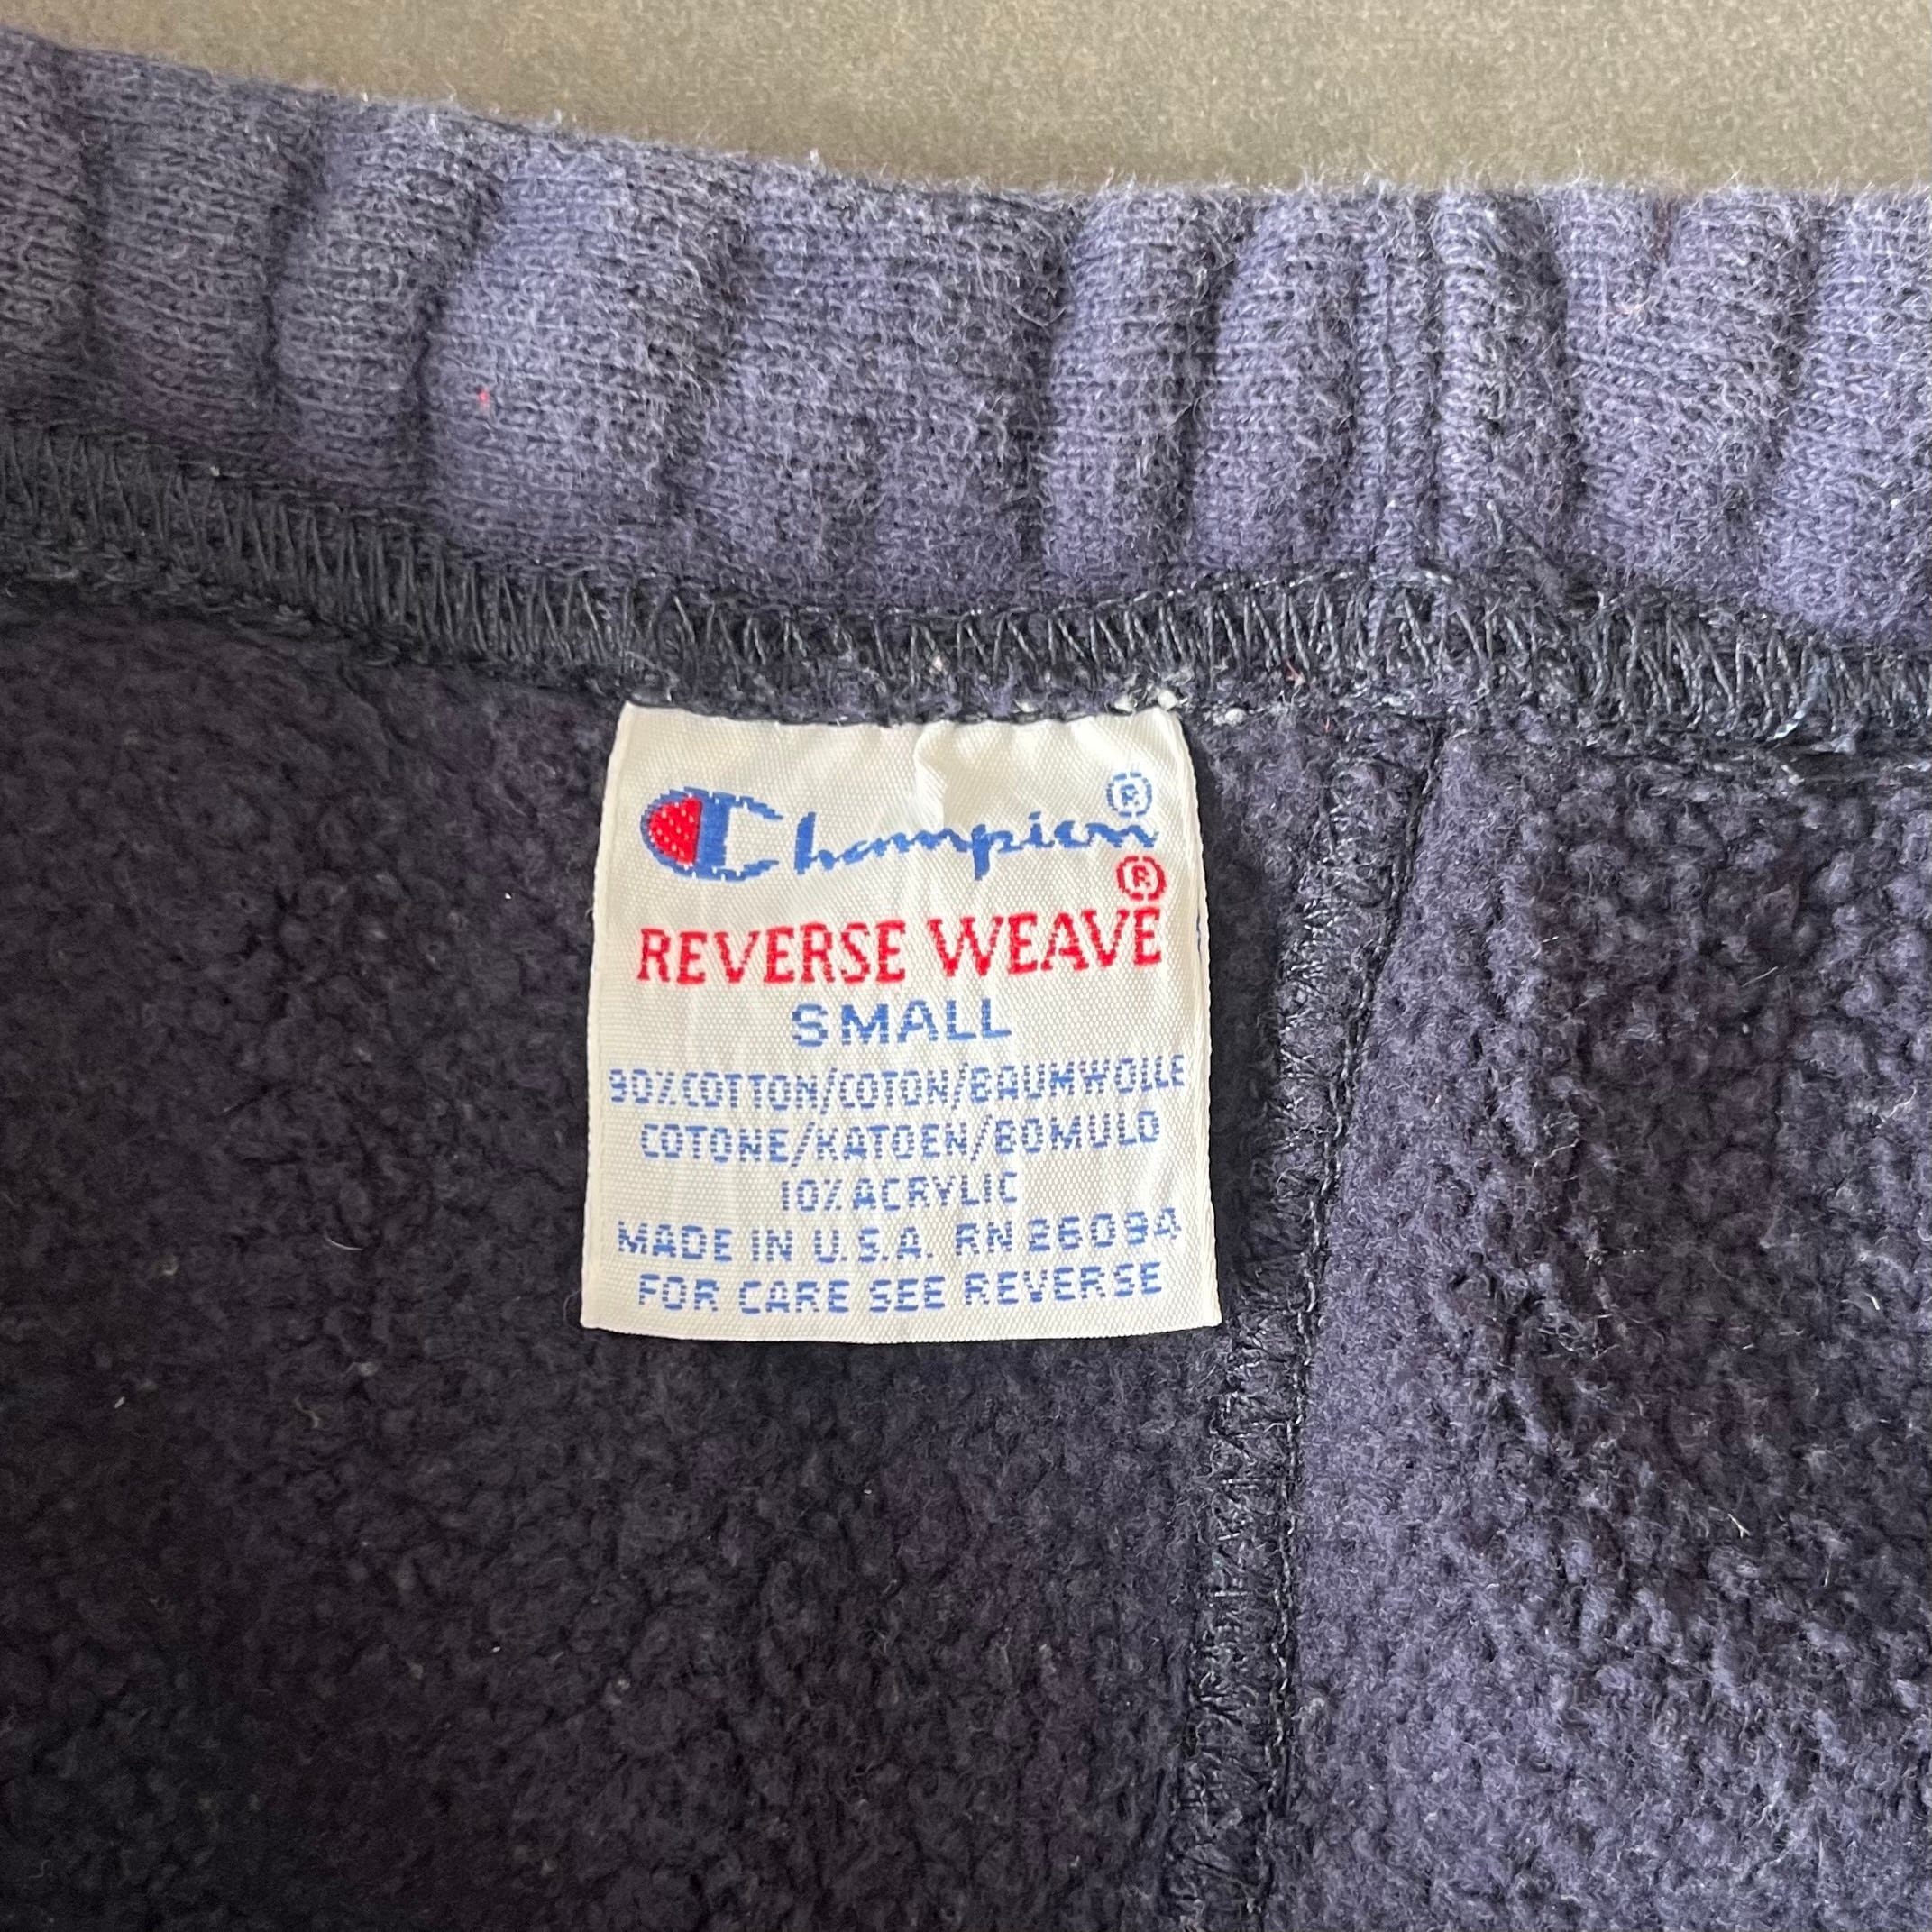 Champion®
REVERSE WEAVE®
SMALL
90% COTTON/COTON/BAUMWOLLE
COTONE/KATOEN/BOMULD
10% ACRYLIC
MADE IN U.S.A. RN 26094
FOR CARE SEE REVERSE